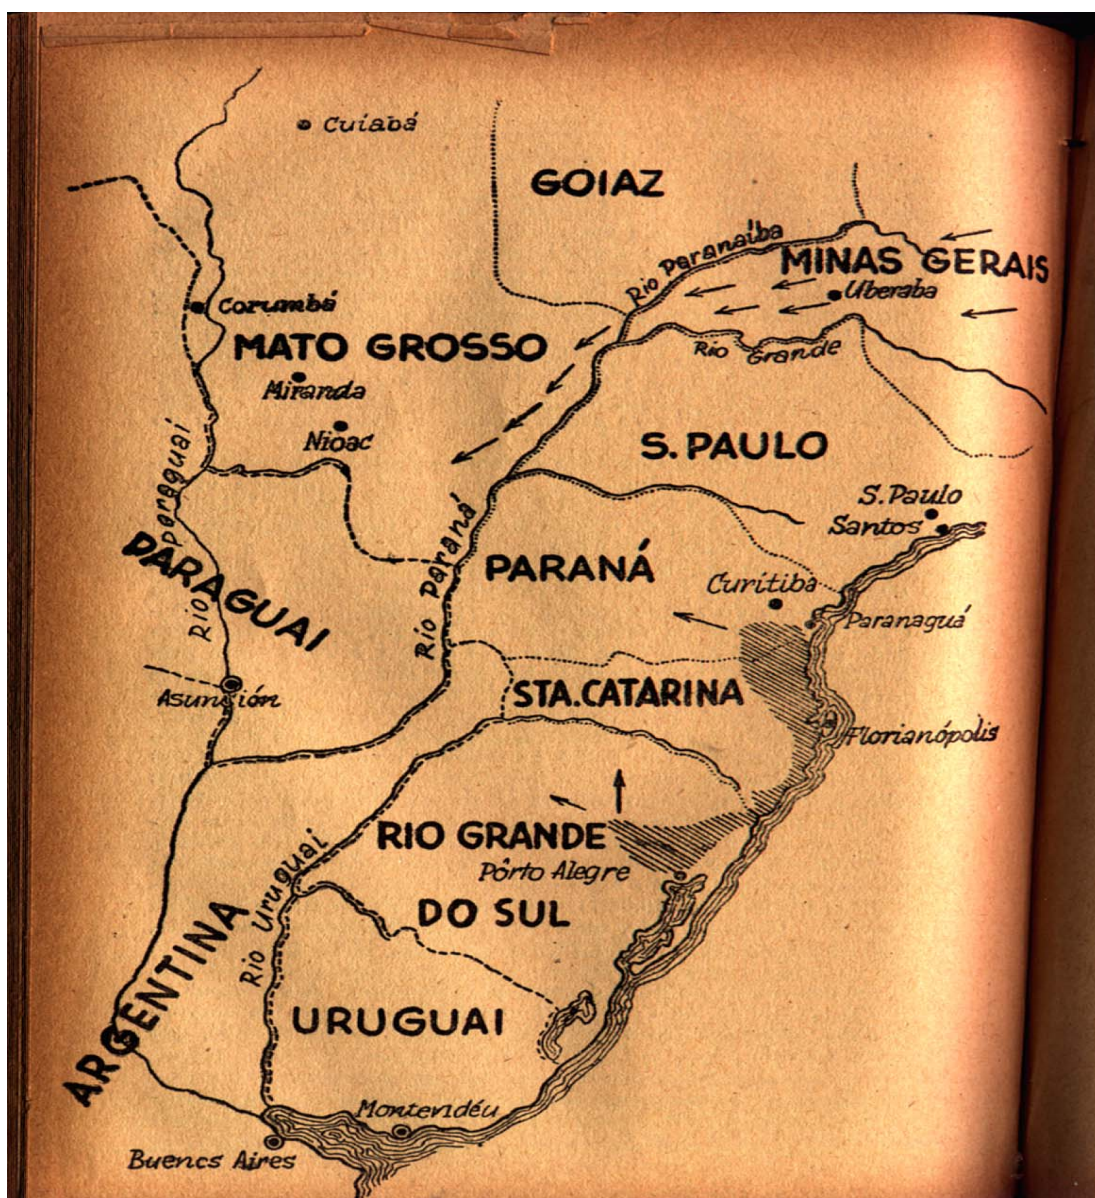 Cuiabá
GOIAZ
Rio Paranaíba
MINAS GERAIS
Uberaba
Corumbá
MATO GROSSO
Rio Grande
Miranda
Nioac
S. PAULO
Rio Paraguai
S. Paulo
Santos
PARAGUAI
Rio Paraná
PARANÁ
Curitiba
Paranaguá
Asunsión
STA. CATARINA
Florianópolis
RIO GRANDE
Pôrto Alegre
DO SUL
Rio Uruguai
ARGENTINA
URUGUAI
Montevidéu
Buenos Aires